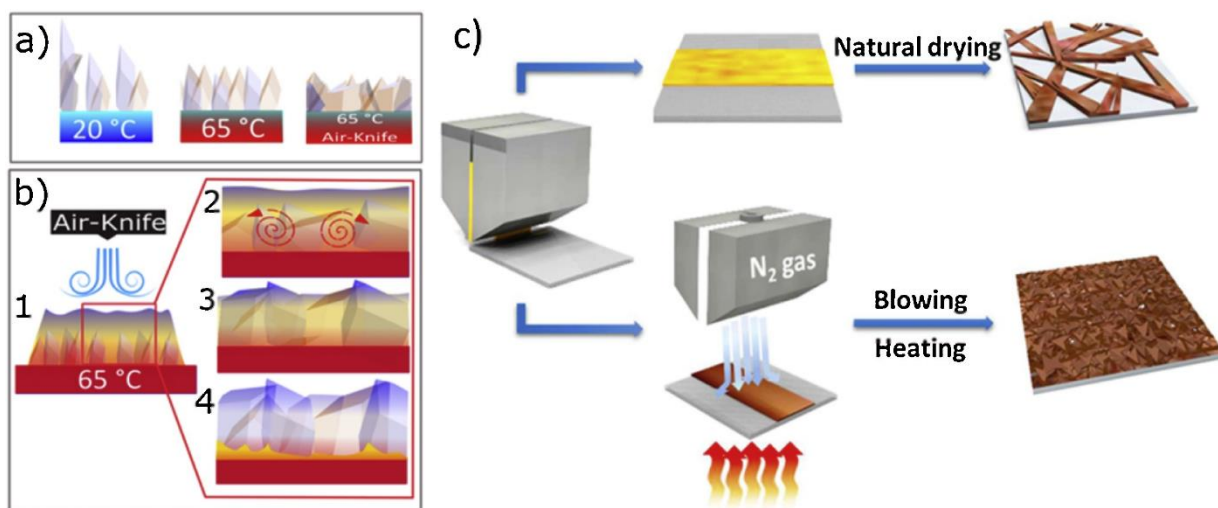 a)
20 °C
65 °C
65 °C
Air-Knife
b)
Air-Knife
1
65 °C
2
3
4
c)
Natural drying
N2 gas
Blowing
Heating